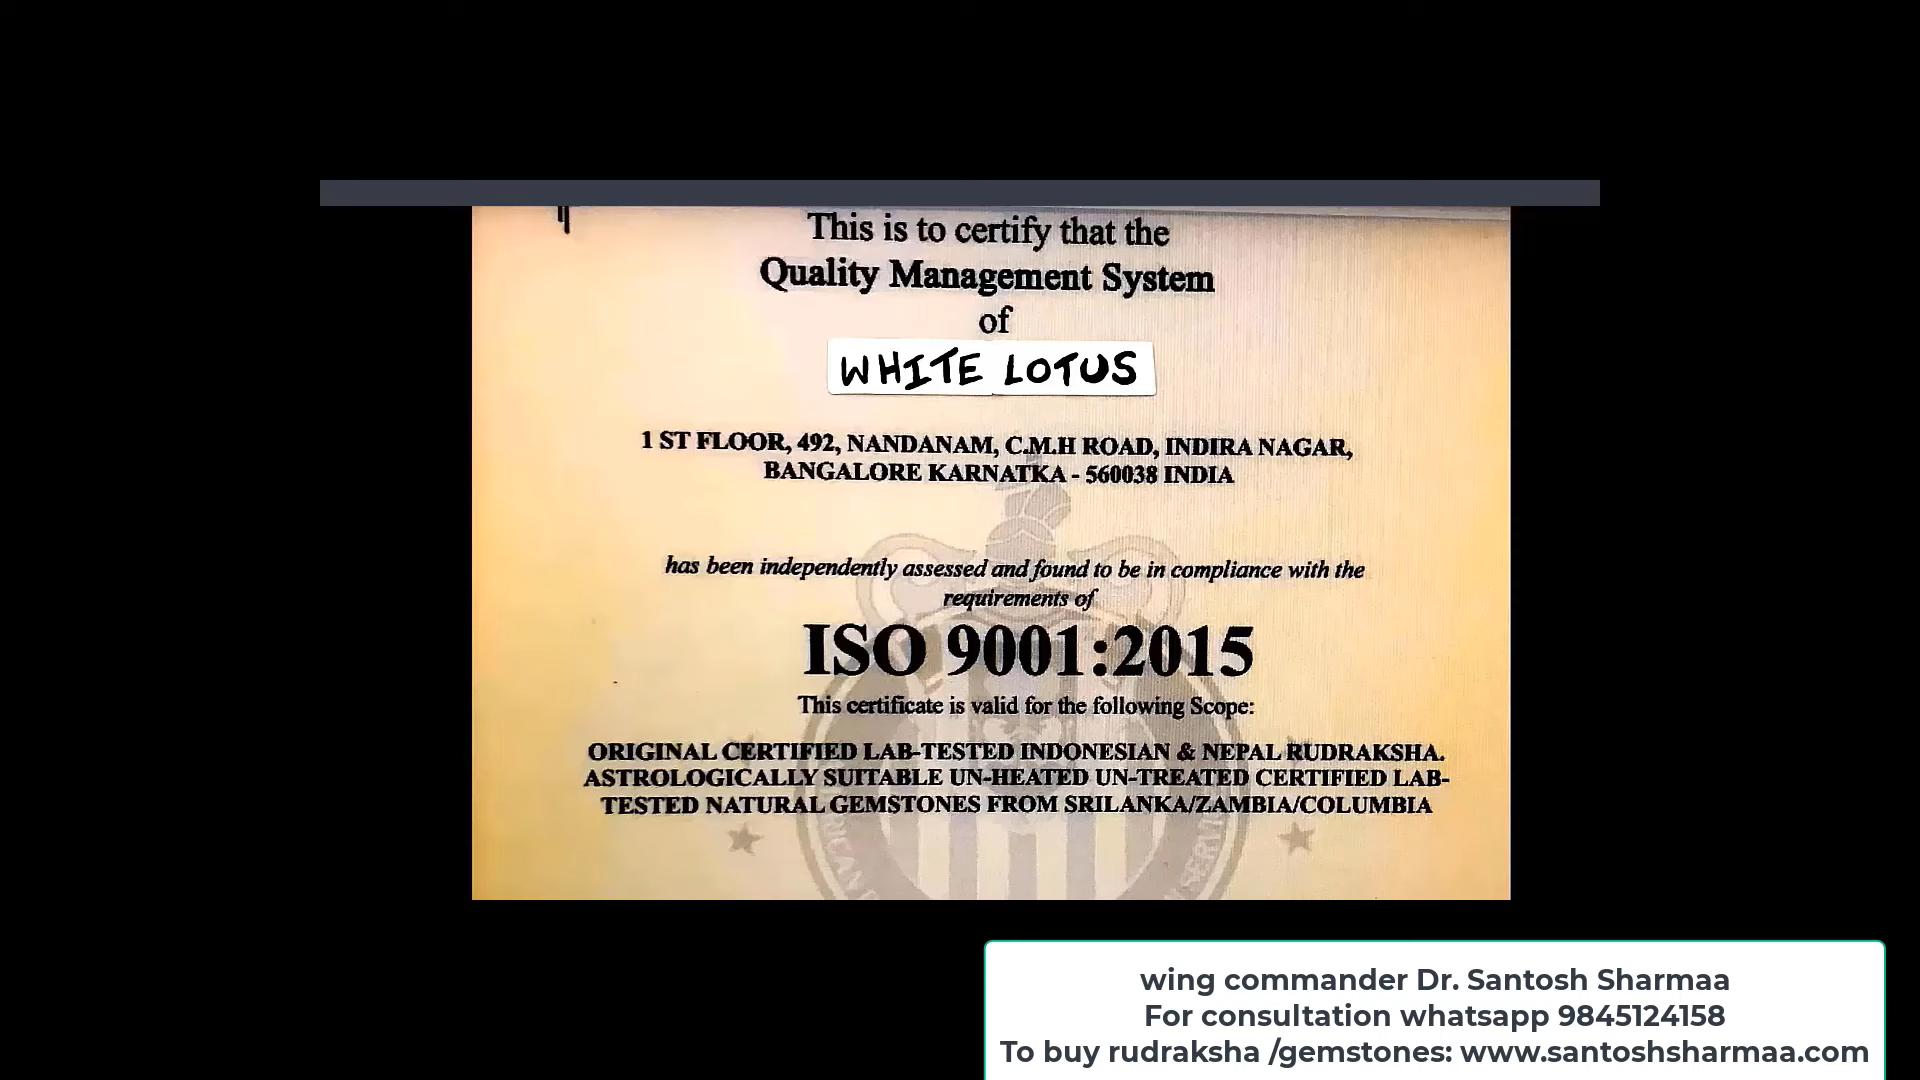 This is to certify that the
Quality Management System
of
WHITE LOTUS
1 ST FLOOR, 492, NANDANAM, C.M.H ROAD, INDIRA NAGAR,
BANGALORE KARNATKA - 560038 INDIA
has been independently assessed and found to be in compliance with the
requirements of
ISO 9001:2015
This certificate is valid for the following Scope:
ORIGINAL CERTIFIED LAB-TESTED INDONESIAN & NEPAL RUDRAKSHA.
ASTROLOGICALLY SUITABLE UN-HEATED UN-TREATED CERTIFIED LAB-
TESTED NATURAL GEMSTONES FROM SRILANKA/ZAMBIA/COLUMBIA
wing commander Dr. Santosh Sharmaa
For consultation whatsapp 9845124158
To buy rudraksha /gemstones: www.santoshsharmaa.com